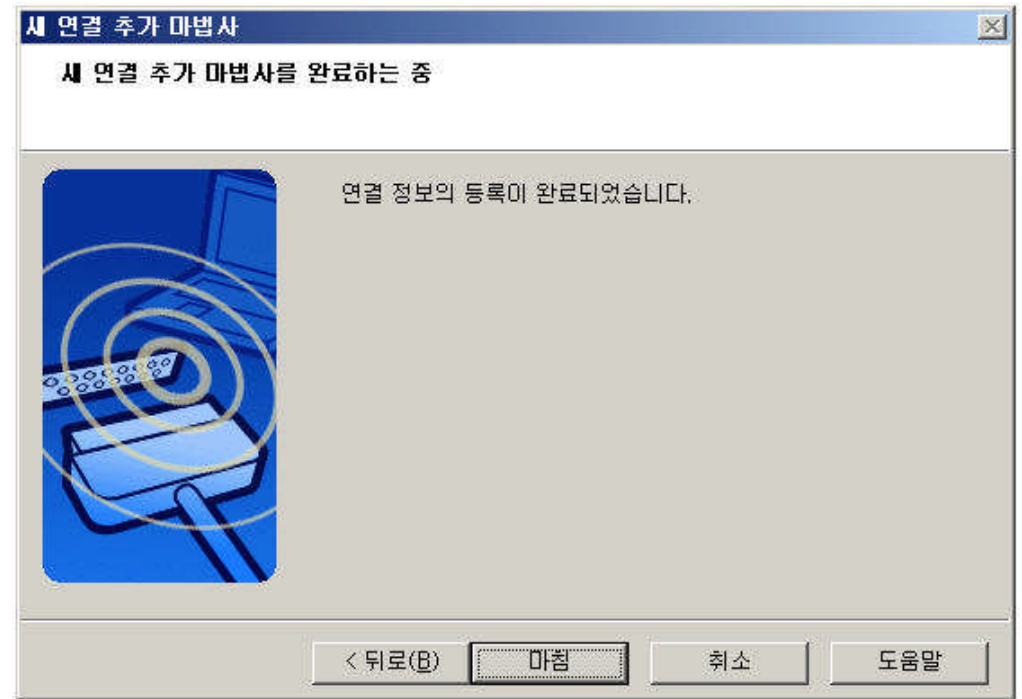 새 연결 추가 마법사
새 연결 추가 마법사를 완료하는 중
연결 정보의 등록이 완료되었습니다.
< 뒤로(B)
마침
취소
도움말